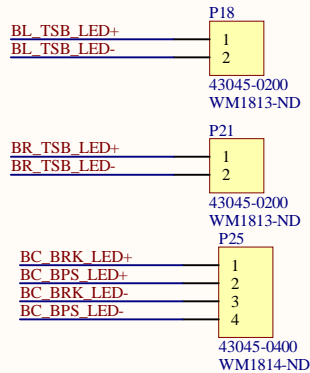 P18
BL_TSB_LED+ 1
BL_TSB_LED- 2
43045-0200
WM1813-ND
P21
BR_TSB_LED+ 1
BR_TSB_LED- 2
43045-0200
WM1813-ND
P25
BC_BRK_LED+ 1
BC_BPS_LED+ 2
BC_BRK_LED- 3
BC_BPS_LED- 4
43045-0400
WM1814-ND